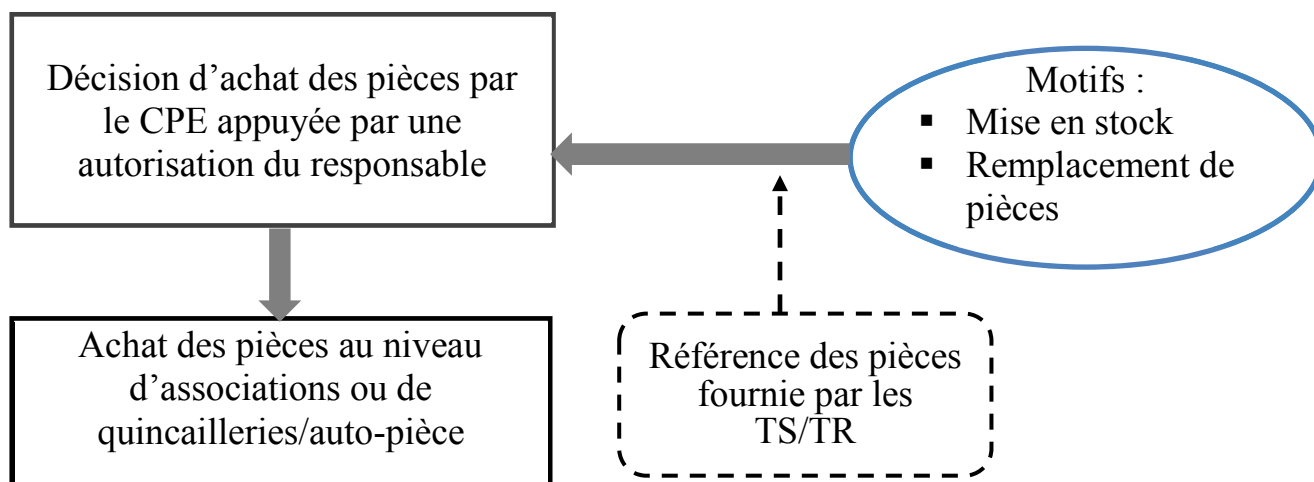 Décision d’achat des pièces par
le CPE appuyée par une
autorisation du responsable
Motifs :
▪ Mise en stock
▪ Remplacement de
pièces
Achat des pièces au niveau
d’associations ou de
quincailleries/auto-pièce
Référence des pièces
fournie par les
TS/TR